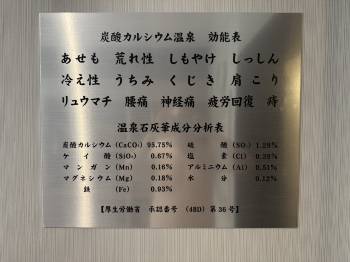 炭酸カルシウム温泉　効能表
あせも　荒れ性　しもやけ　しっしん
冷え性　うちみ　くじき　肩こり
リュウマチ　腰痛　神経痛　疲労回復　痔
温泉石灰華成分分析表
炭酸カルシウム (CaCO₃) 95.75%　硫酸 (SO₃) 1.29%
ケイ酸 (SiO₂) 0.67%　塩素 (Cl) 0.39%
マンガン (Mn) 0.16%　アルミニウム (Al) 0.51%
マグネシウム (Mg) 0.18%　水分 0.12%
鉄 (Fe) 0.93%
【厚生労働省　承認番号　(48D) 第36号】